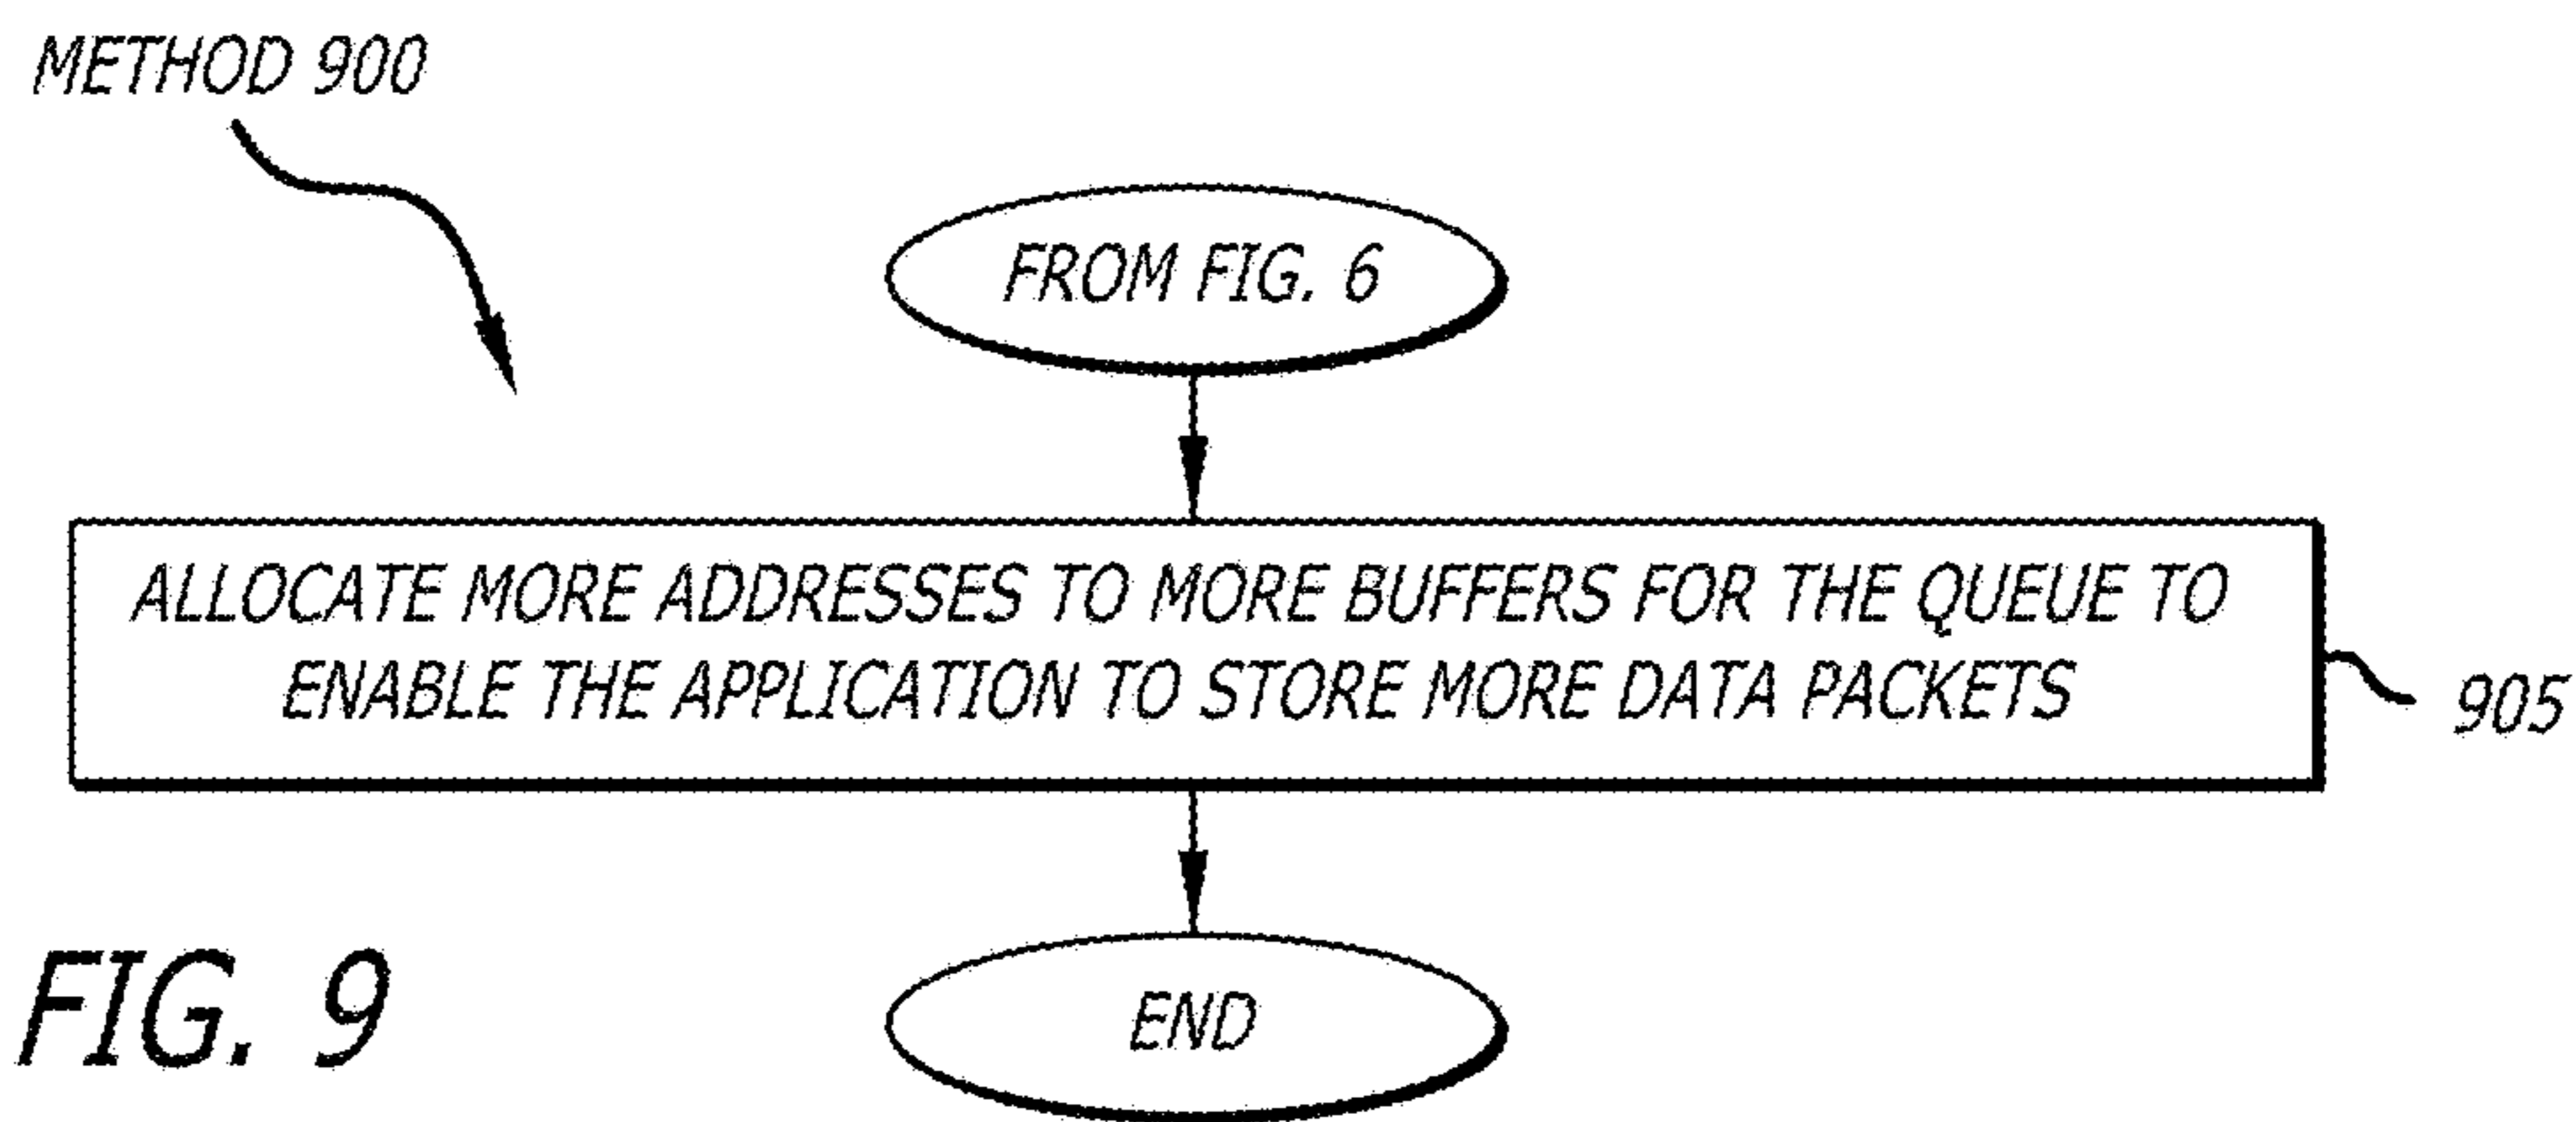 METHOD 900
FROM FIG. 6
ALLOCATE MORE ADDRESSES TO MORE BUFFERS FOR THE QUEUE TO
ENABLE THE APPLICATION TO STORE MORE DATA PACKETS
905
END
FIG. 9